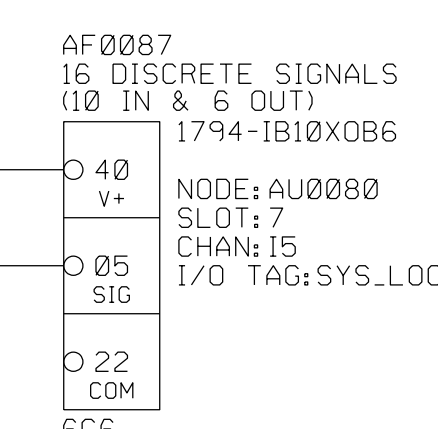 AF0087
16 DISCRETE SIGNALS
(10 IN & 6 OUT)
1794-IB10XOB6
40
V+
NODE:AU0080
SLOT:7
CHAN:I5
05
SIG
I/O TAG:SYS_LOC
22
COM